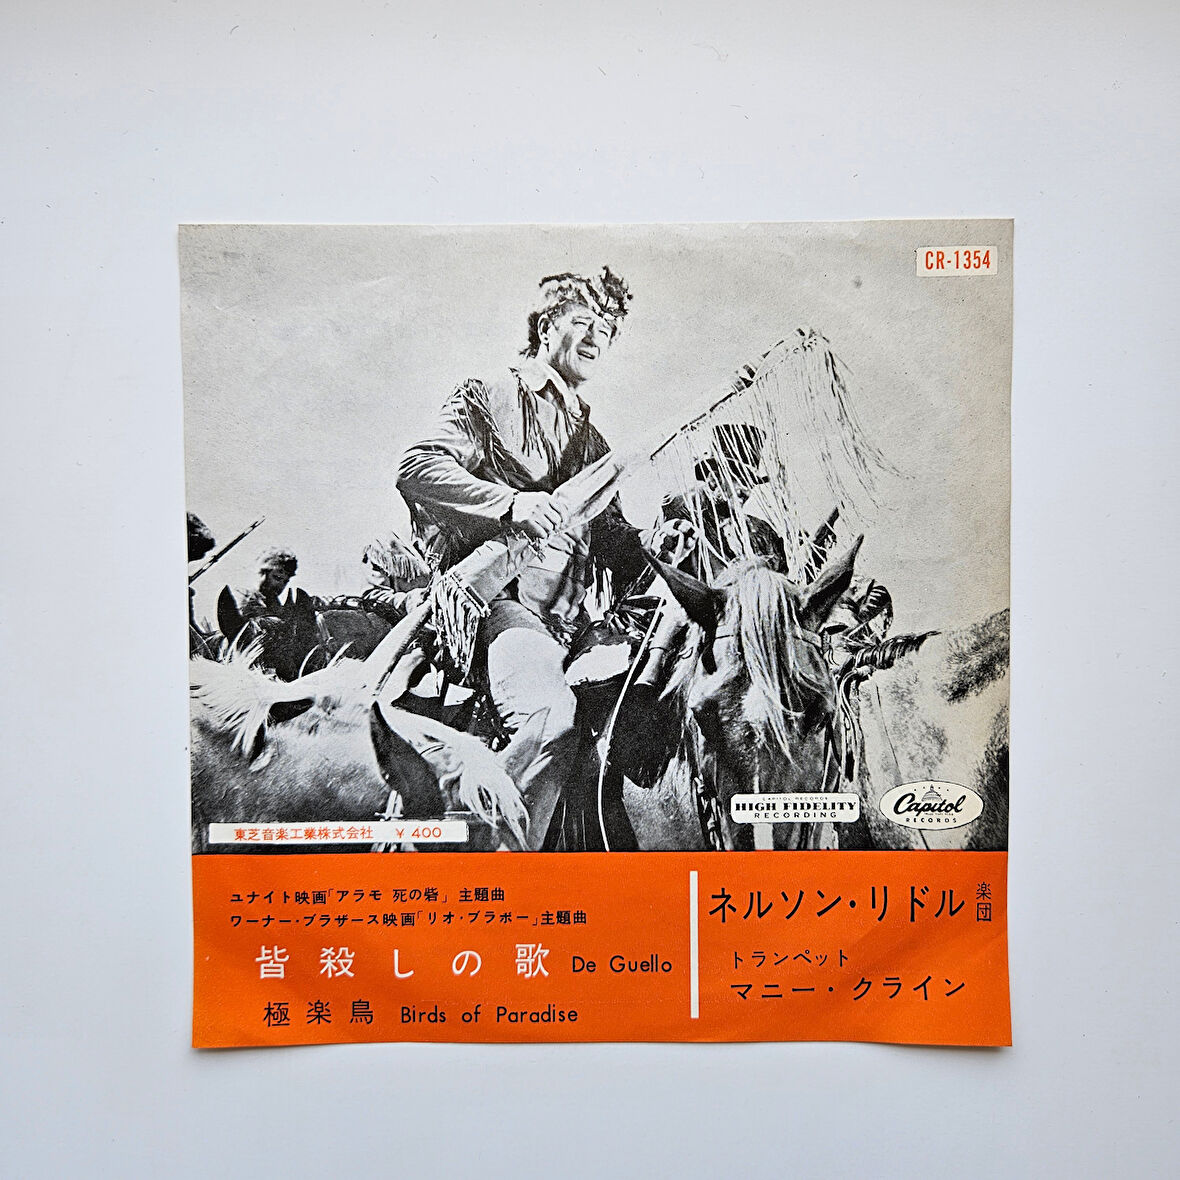 CR-1354
CAPITOL RECORDS
HIGH FIDELITY
RECORDING
Capitol
RECORDS
東芝音楽工業株式会社 ￥400
ユナイト映画「アラモ 死の砦」主題曲
ワーナー・ブラザース映画「リオ・ブラボー」主題曲
皆殺しの歌 De Guello
極楽鳥 Birds of Paradise
ネルソン・リドル楽団
トランペット
マニー・クライン